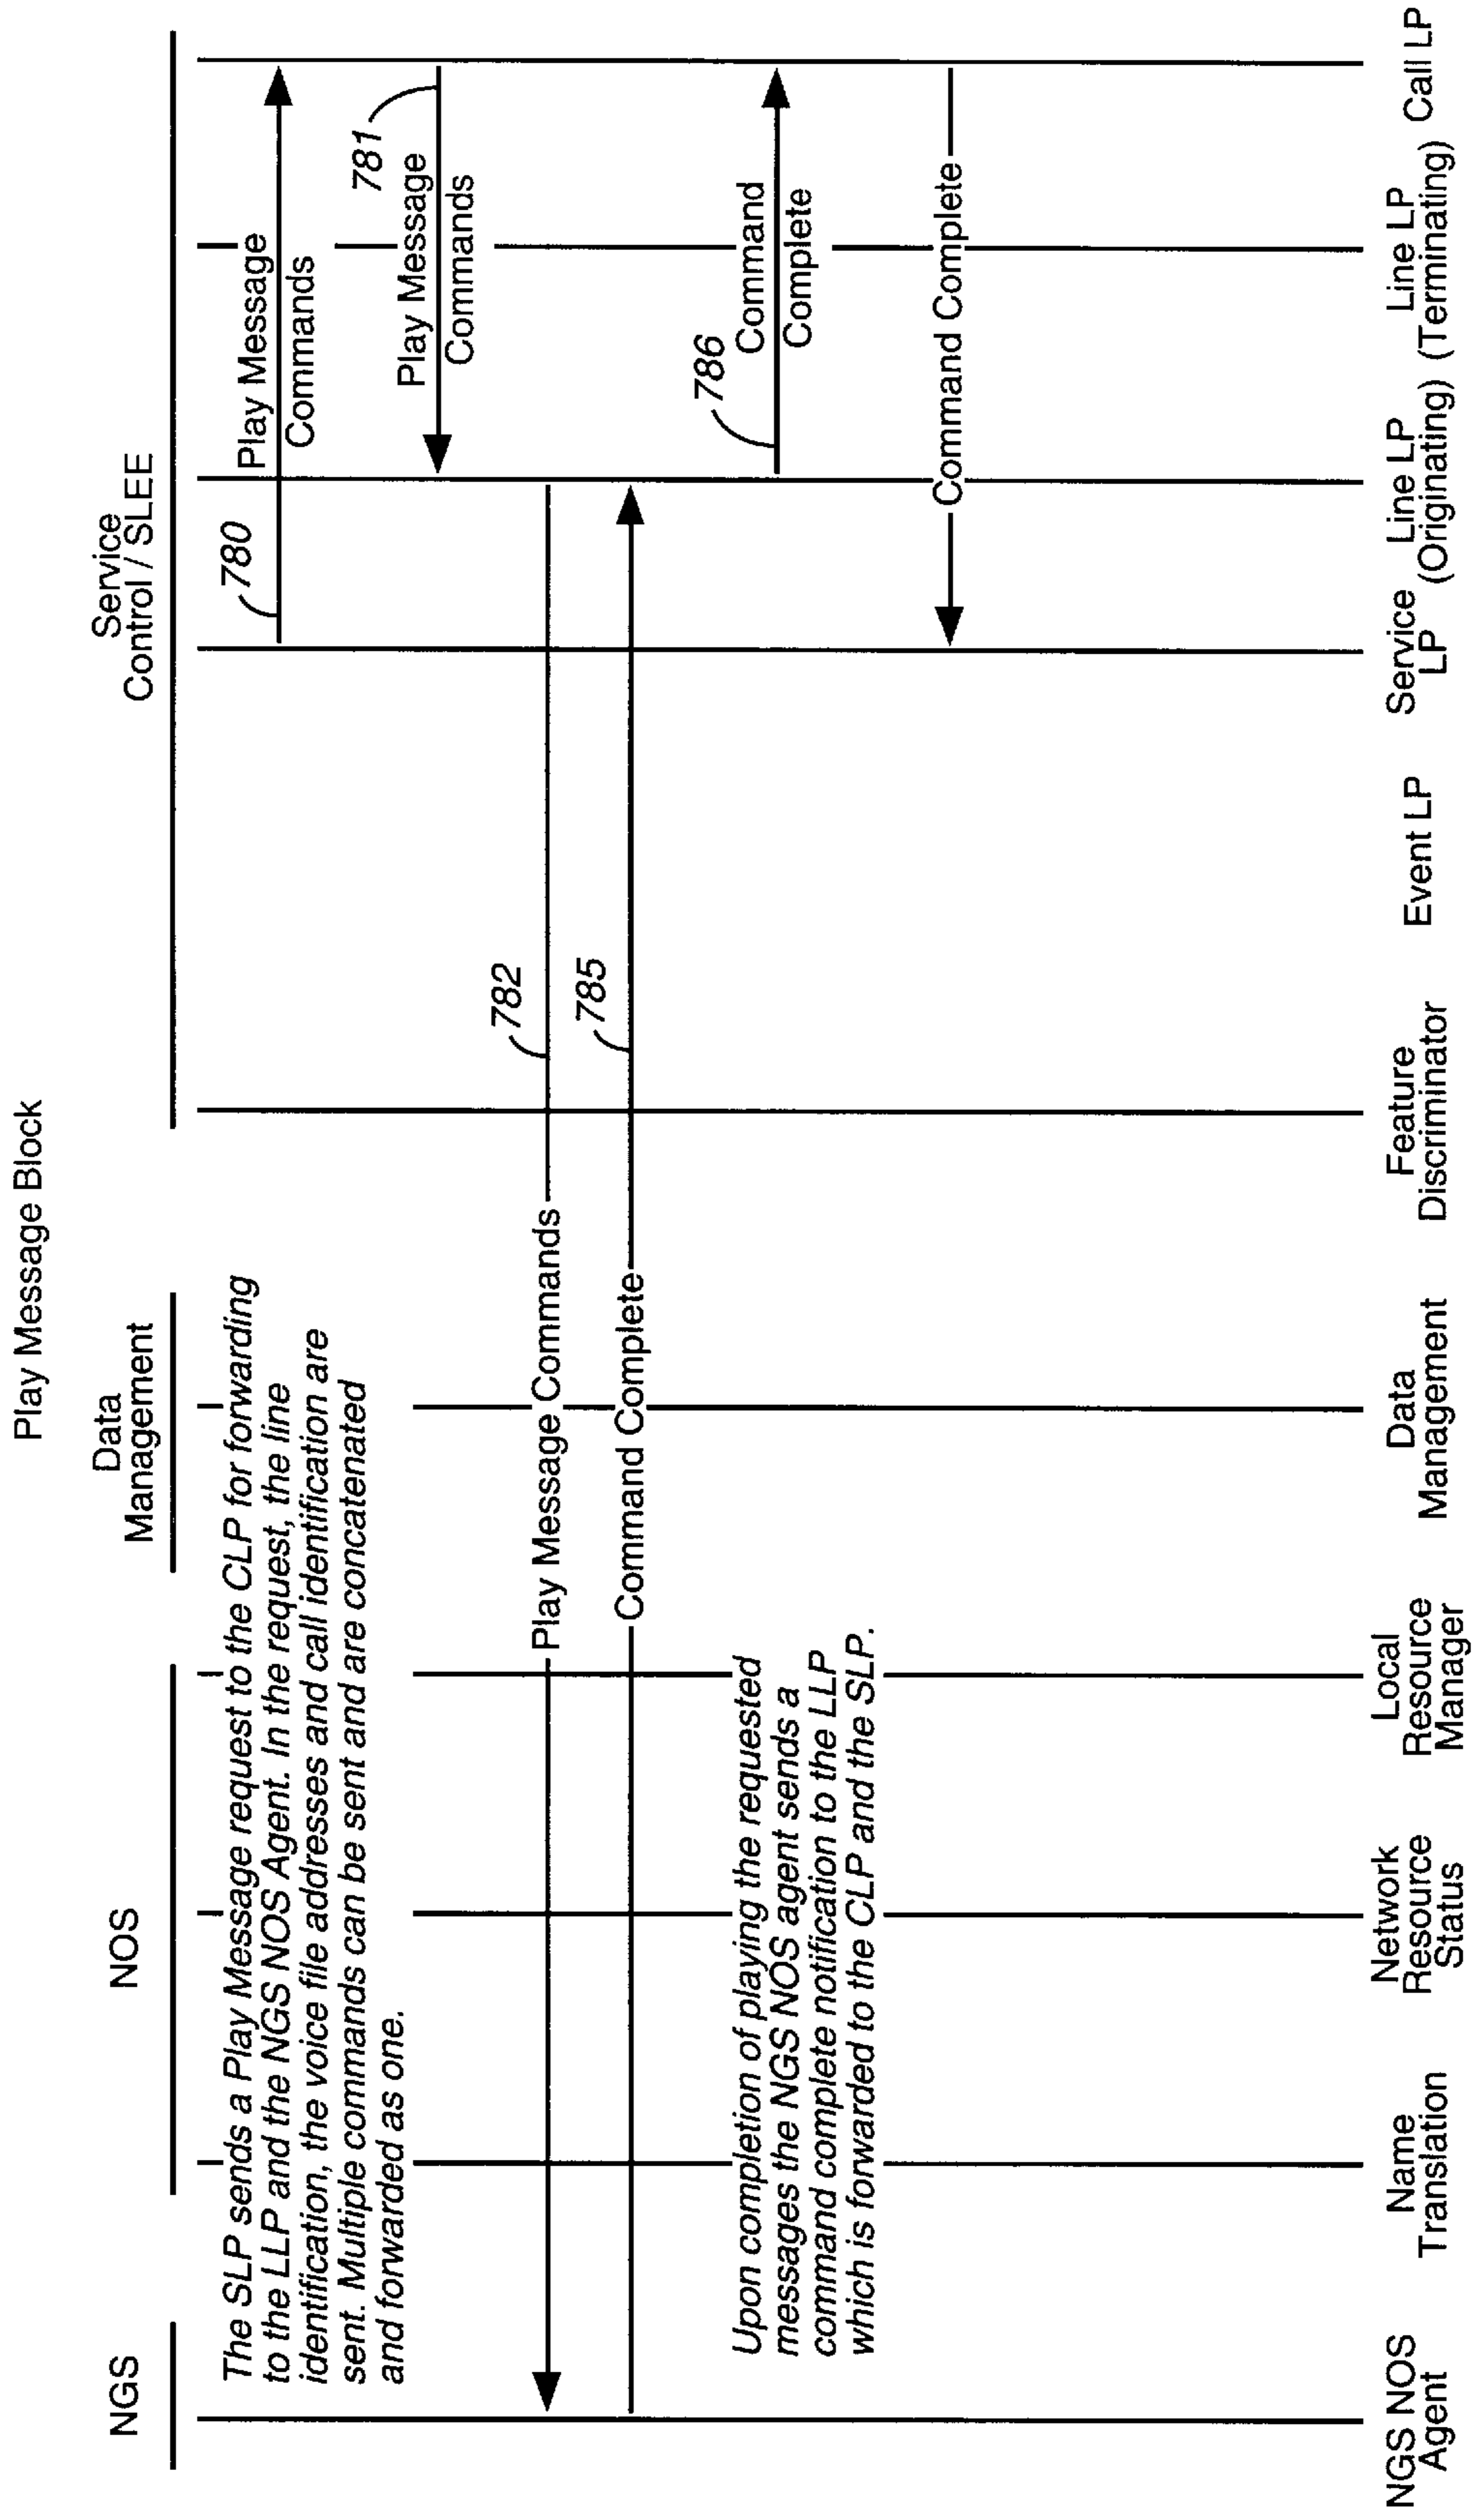 Play Message Block
NGS
NOS
Data
Management
Service
Control / SLEE
The SLP sends a Play Message request to the CLP for forwarding
to the LLP and the NGS NOS Agent. In the request, the line
identification, the voice file addresses and call identification are
sent. Multiple commands can be sent and are concatenated
and forwarded as one.
780
Play Message
Commands
781
Play Message
Commands
782
Play Message Commands
785
Command Complete
Upon completion of playing the requested
messages the NGS NOS agent sends a
command complete notification to the LLP
which is forwarded to the CLP and the SLP.
786
Command
Complete
Command Complete
NGS NOS
Agent
Name
Translation
Network
Resource
Status
Local
Resource
Manager
Data
Management
Feature
Discriminator
Event LP
Service
LP
Line LP
(Originating)
Line LP
(Terminating)
Call LP